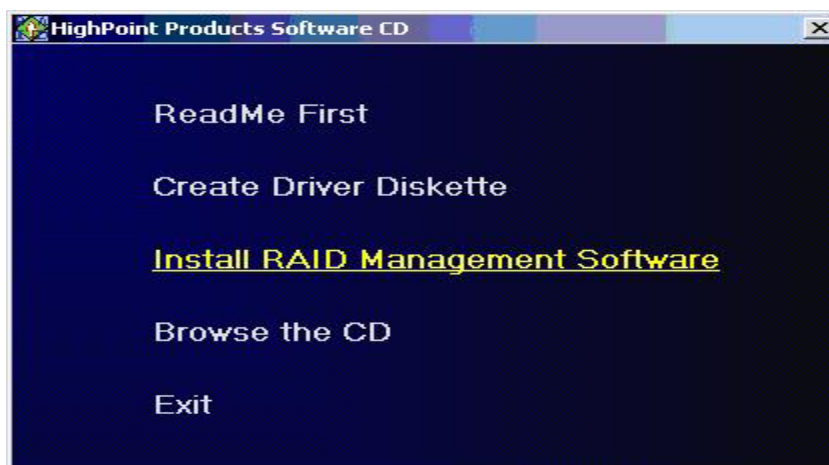 HighPoint Products Software CD
ReadMe First
Create Driver Diskette
Install RAID Management Software
Browse the CD
Exit